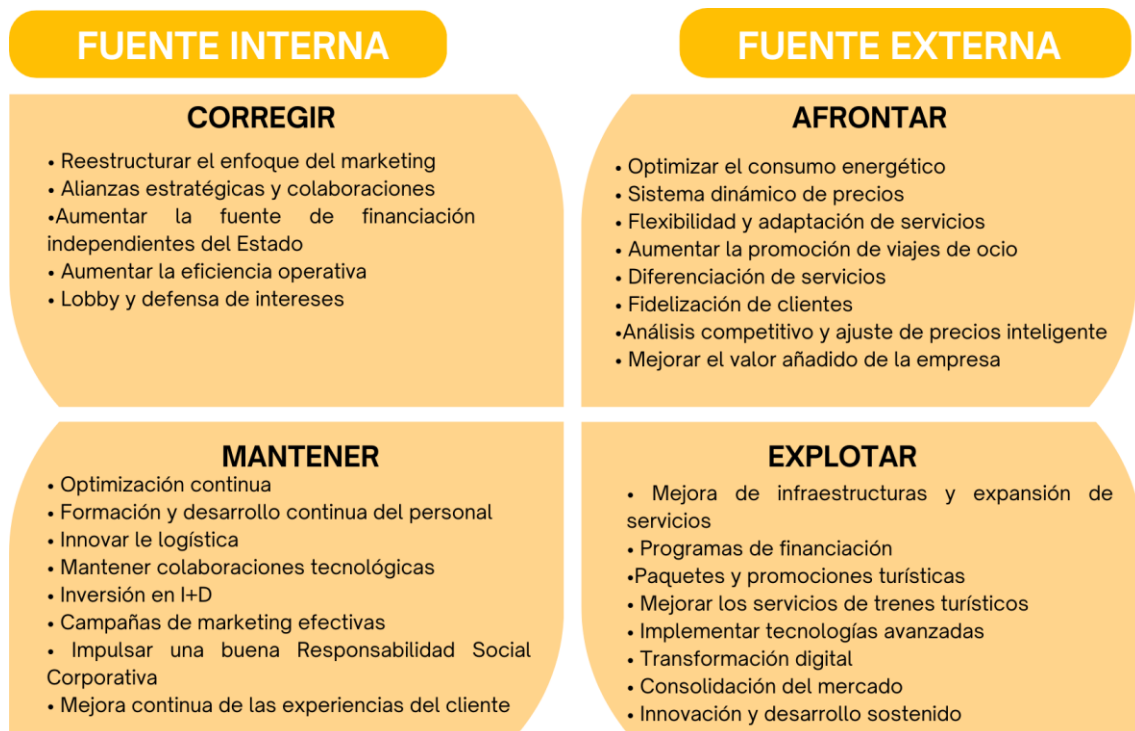 FUENTE INTERNA
FUENTE EXTERNA
CORREGIR
• Reestructurar el enfoque del marketing
• Alianzas estratégicas y colaboraciones
•Aumentar la fuente de financiación
independientes del Estado
• Aumentar la eficiencia operativa
• Lobby y defensa de intereses
AFRONTAR
• Optimizar el consumo energético
• Sistema dinámico de precios
• Flexibilidad y adaptación de servicios
• Aumentar la promoción de viajes de ocio
• Diferenciación de servicios
• Fidelización de clientes
•Análisis competitivo y ajuste de precios inteligente
• Mejorar el valor añadido de la empresa
MANTENER
• Optimización continua
• Formación y desarrollo continua del personal
• Innovar le logística
• Mantener colaboraciones tecnológicas
• Inversión en I+D
• Campañas de marketing efectivas
• Impulsar una buena Responsabilidad Social
Corporativa
• Mejora continua de las experiencias del cliente
EXPLOTAR
• Mejora de infraestructuras y expansión de
servicios
• Programas de financiación
•Paquetes y promociones turísticas
• Mejorar los servicios de trenes turísticos
• Implementar tecnologías avanzadas
• Transformación digital
• Consolidación del mercado
• Innovación y desarrollo sostenido